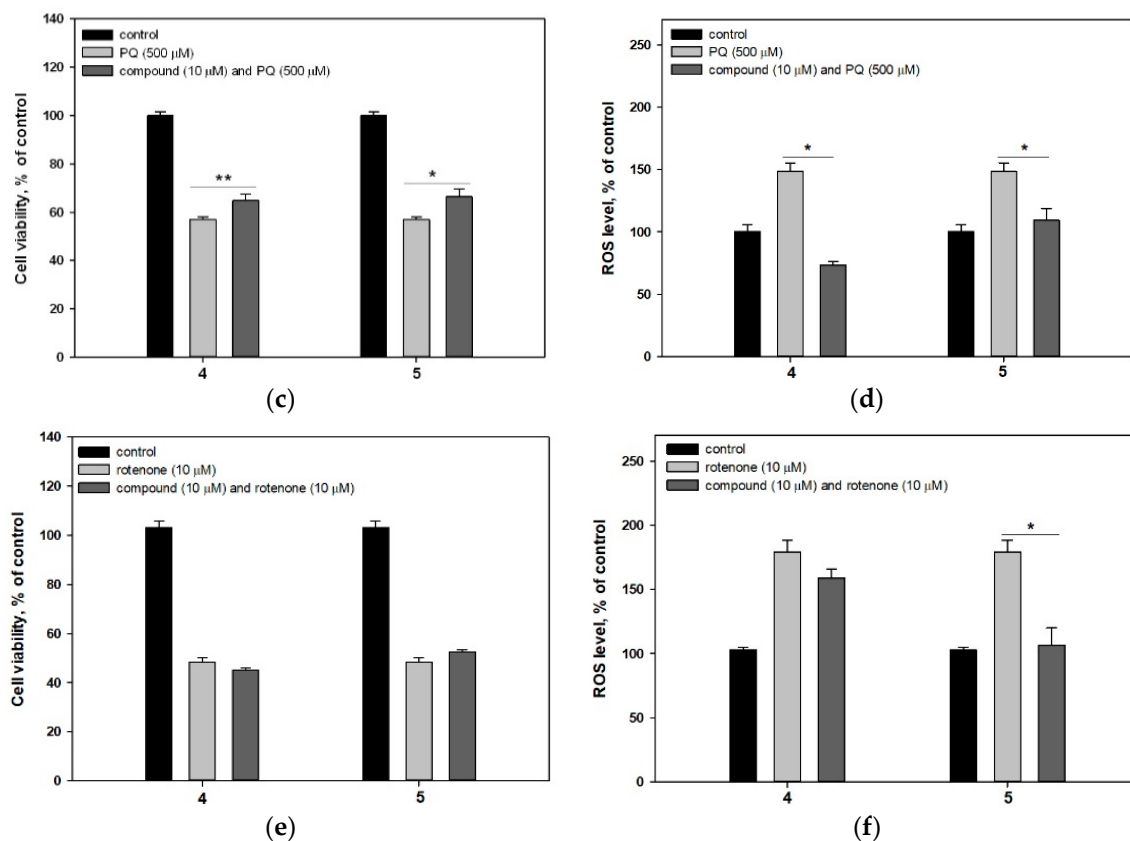 140
120
100
80
60
40
20
0
Cell viability, % of control
control
PQ (500 μM)
compound (10 μM) and PQ (500 μM)
**
*
4
5
(c)
250
200
150
100
50
0
ROS level, % of control
control
PQ (500 μM)
compound (10 μM) and PQ (500 μM)
*
*
4
5
(d)
140
120
100
80
60
40
20
0
Cell viability, % of control
control
rotenone (10 μM)
compound (10 μM) and rotenone (10 μM)
4
5
(e)
250
200
150
100
50
0
ROS level, % of control
control
rotenone (10 μM)
compound (10 μM) and rotenone (10 μM)
*
4
5
(f)